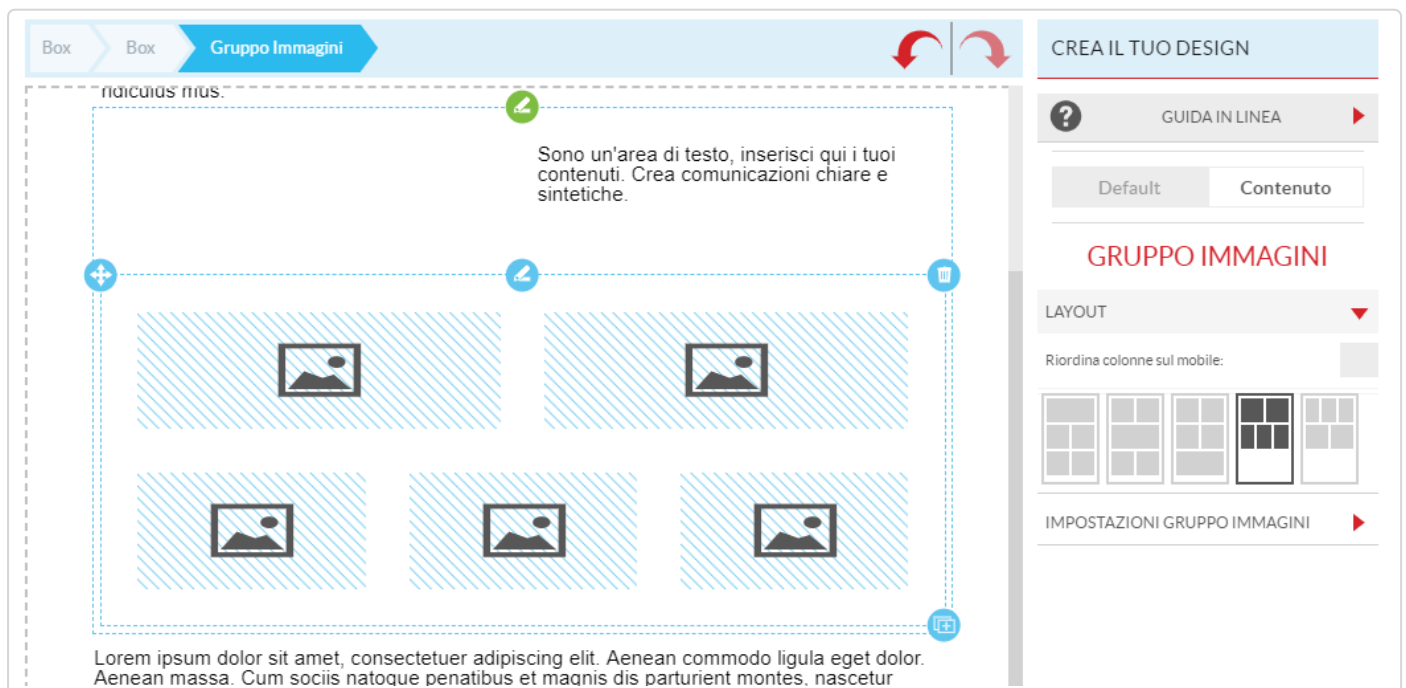 Box
Box
Gruppo Immagini
CREA IL TUO DESIGN
ridiculus mus.
Sono un'area di testo, inserisci qui i tuoi
contenuti. Crea comunicazioni chiare e
sintetiche.
Lorem ipsum dolor sit amet, consectetuer adipiscing elit. Aenean commodo ligula eget dolor.
Aenean massa. Cum sociis natoque penatibus et magnis dis parturient montes, nascetur
?
GUIDA IN LINEA
Default
Contenuto
GRUPPO IMMAGINI
LAYOUT
Riordina colonne sul mobile:
IMPOSTAZIONI GRUPPO IMMAGINI